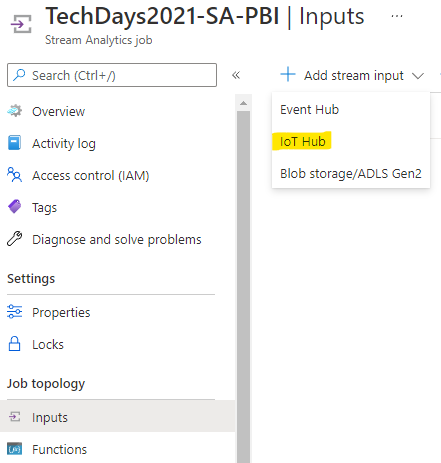 TechDays2021-SA-PBI | Inputs ...
Stream Analytics job
Search (Ctrl+/)
«
Add stream input
Event Hub
IoT Hub
Blob storage/ADLS Gen2
Overview
Activity log
Access control (IAM)
Tags
Diagnose and solve problems
Settings
Properties
Locks
Job topology
Inputs
Functions